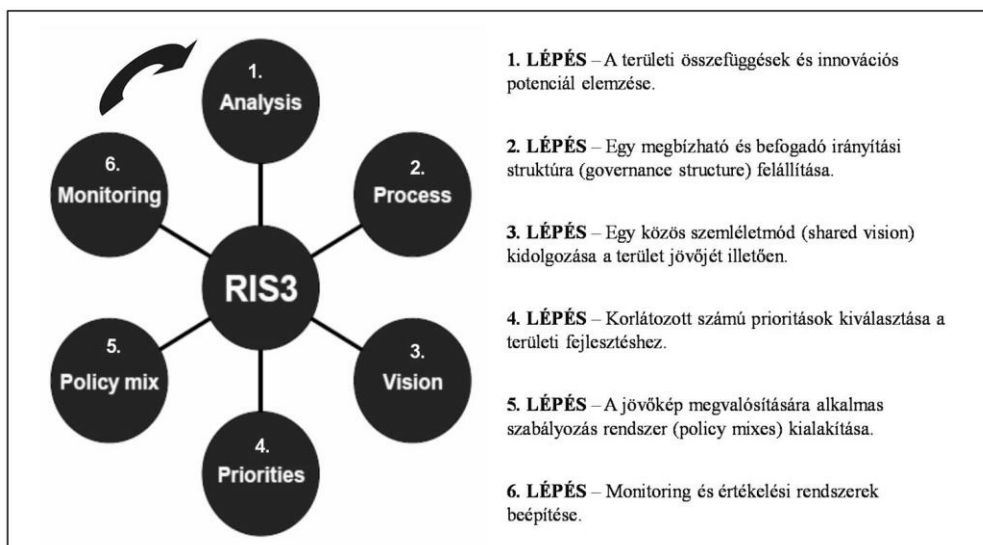 1.
Analysis
2.
Process
3.
Vision
4.
Priorities
5.
Policy mix
6.
Monitoring
RIS3
1. LÉPÉS – A területi összefüggések és innovációs
potenciál elemzése.
2. LÉPÉS – Egy megbízható és befogadó irányítási
struktúra (governance structure) felállítása.
3. LÉPÉS – Egy közös szemléletmód (shared vision)
kidolgozása a terület jövőjét illetően.
4. LÉPÉS – Korlátozott számú prioritások kiválasztása a
területi fejlesztéshez.
5. LÉPÉS – A jövőkép megvalósítására alkalmas
szabályozás rendszer (policy mixes) kialakítása.
6. LÉPÉS – Monitoring és értékelési rendszerek
beépítése.